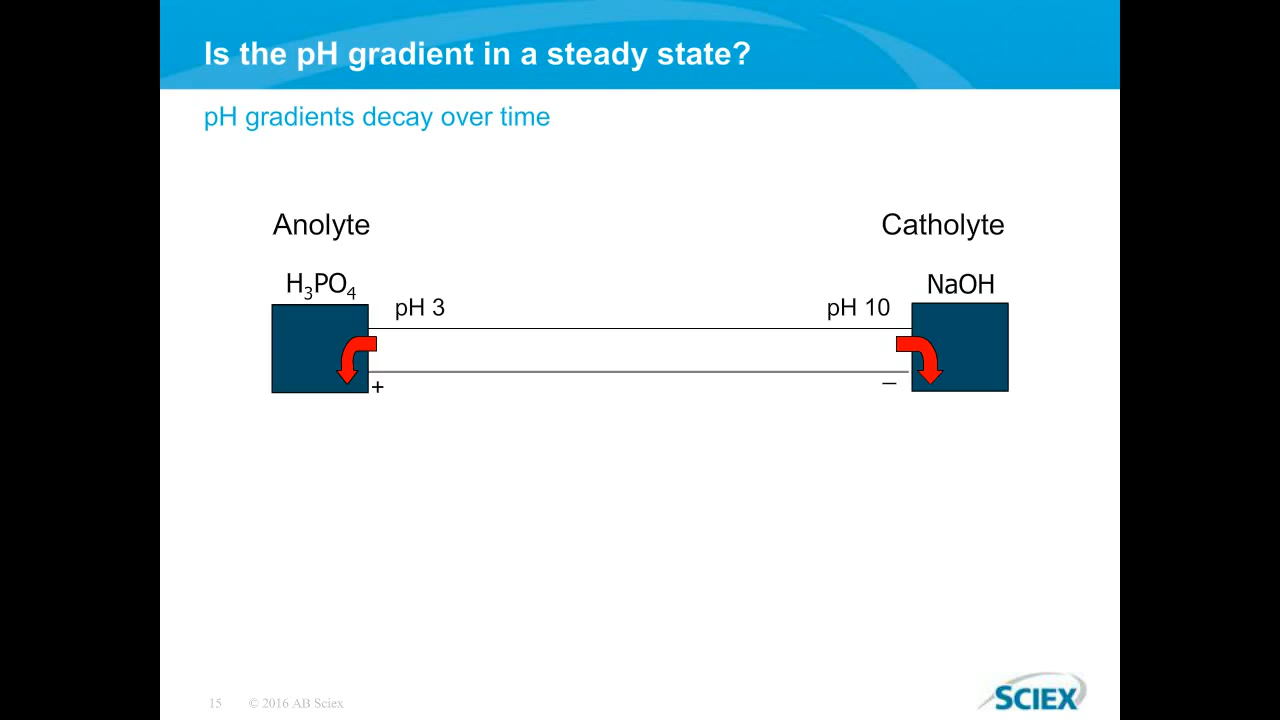 Is the pH gradient in a steady state?
pH gradients decay over time
Anolyte
Catholyte
H₃PO₄
NaOH
pH 3
pH 10
+
–
15
© 2016 AB Sciex
SCIEX